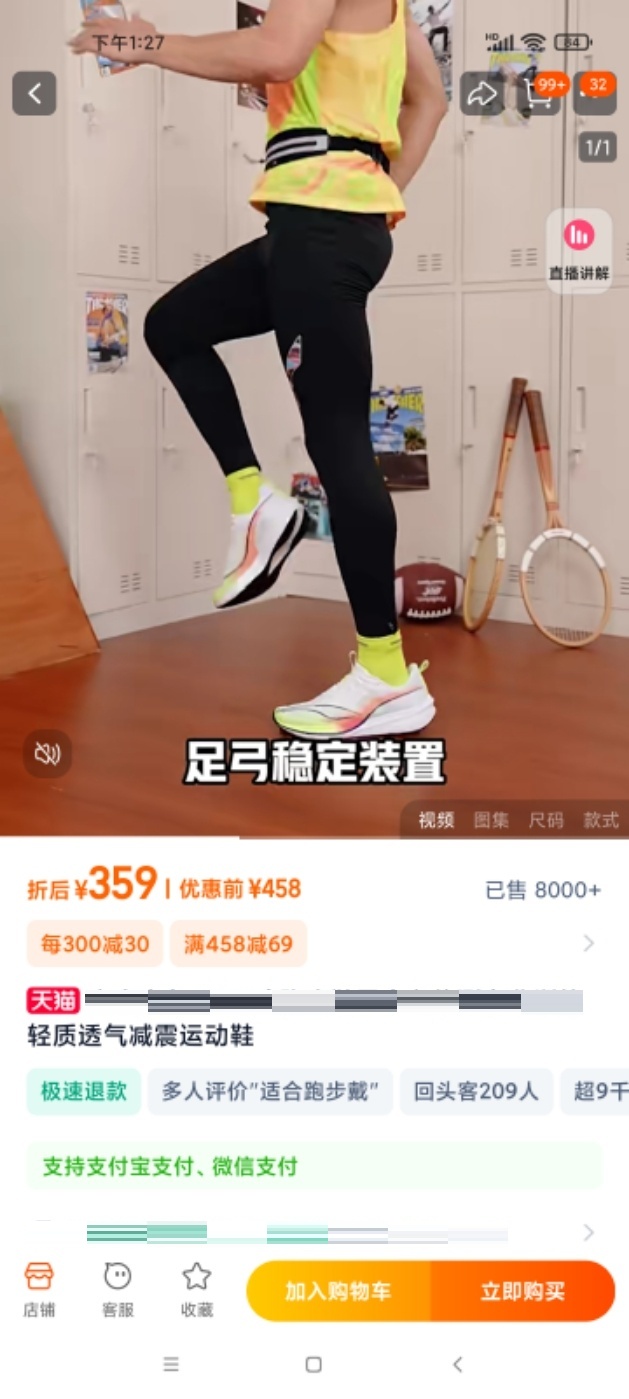 下午1:27
HD
84
99+
32
1/1
直播讲解
足弓稳定装置
视频 图集 尺码 款式
折后 ¥359 优惠前 ¥458
已售 8000+
每300减30 满458减69
天猫
轻质透气减震运动鞋
极速退款 多人评价"适合跑步戴" 回头客209人 超9千
支持支付宝支付、微信支付
店铺 客服 收藏 加入购物车 立即购买